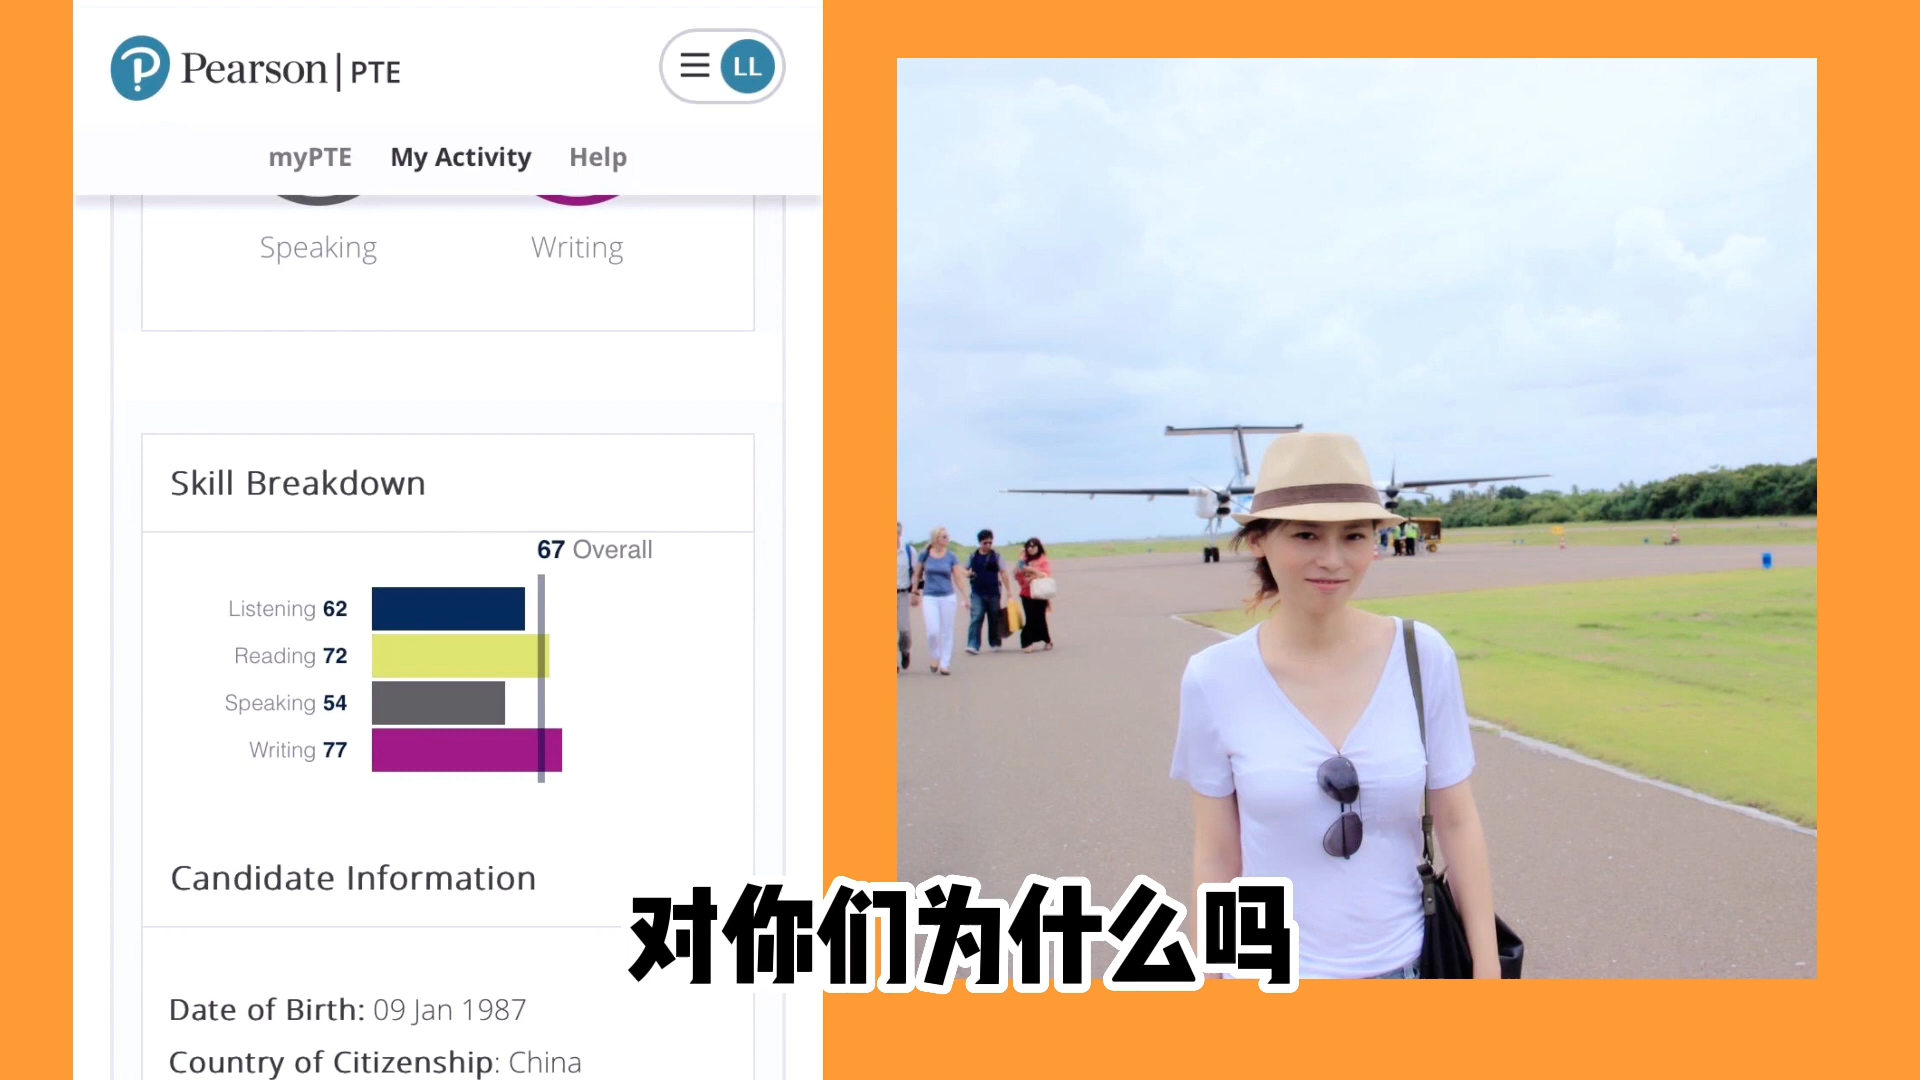 Pearson | PTE
LL
myPTE
My Activity
Help
Speaking
Writing
Skill Breakdown
67 Overall
Listening 62
Reading 72
Speaking 54
Writing 77
Candidate Information
对你们为什么吗
Date of Birth: 09 Jan 1987
Country of Citizenship: China